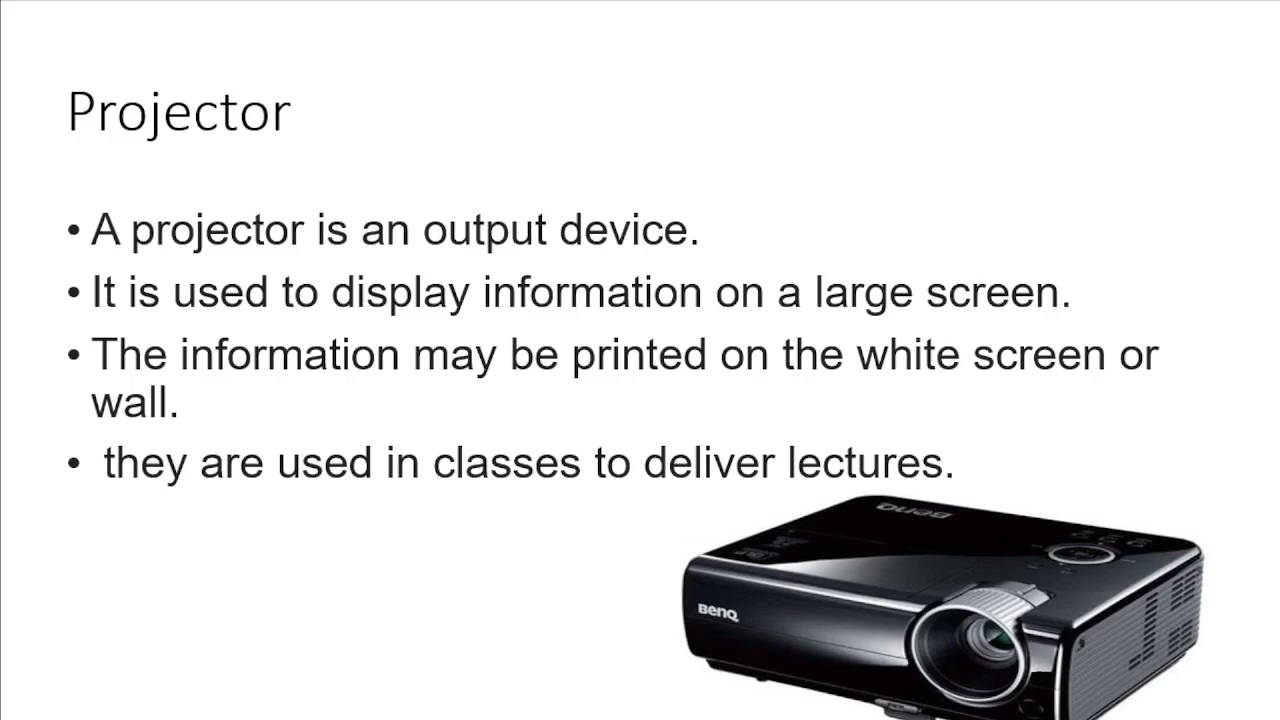 Projector
• A projector is an output device.
• It is used to display information on a large screen.
• The information may be printed on the white screen or
wall.
• they are used in classes to deliver lectures.
BenQ
BenQ